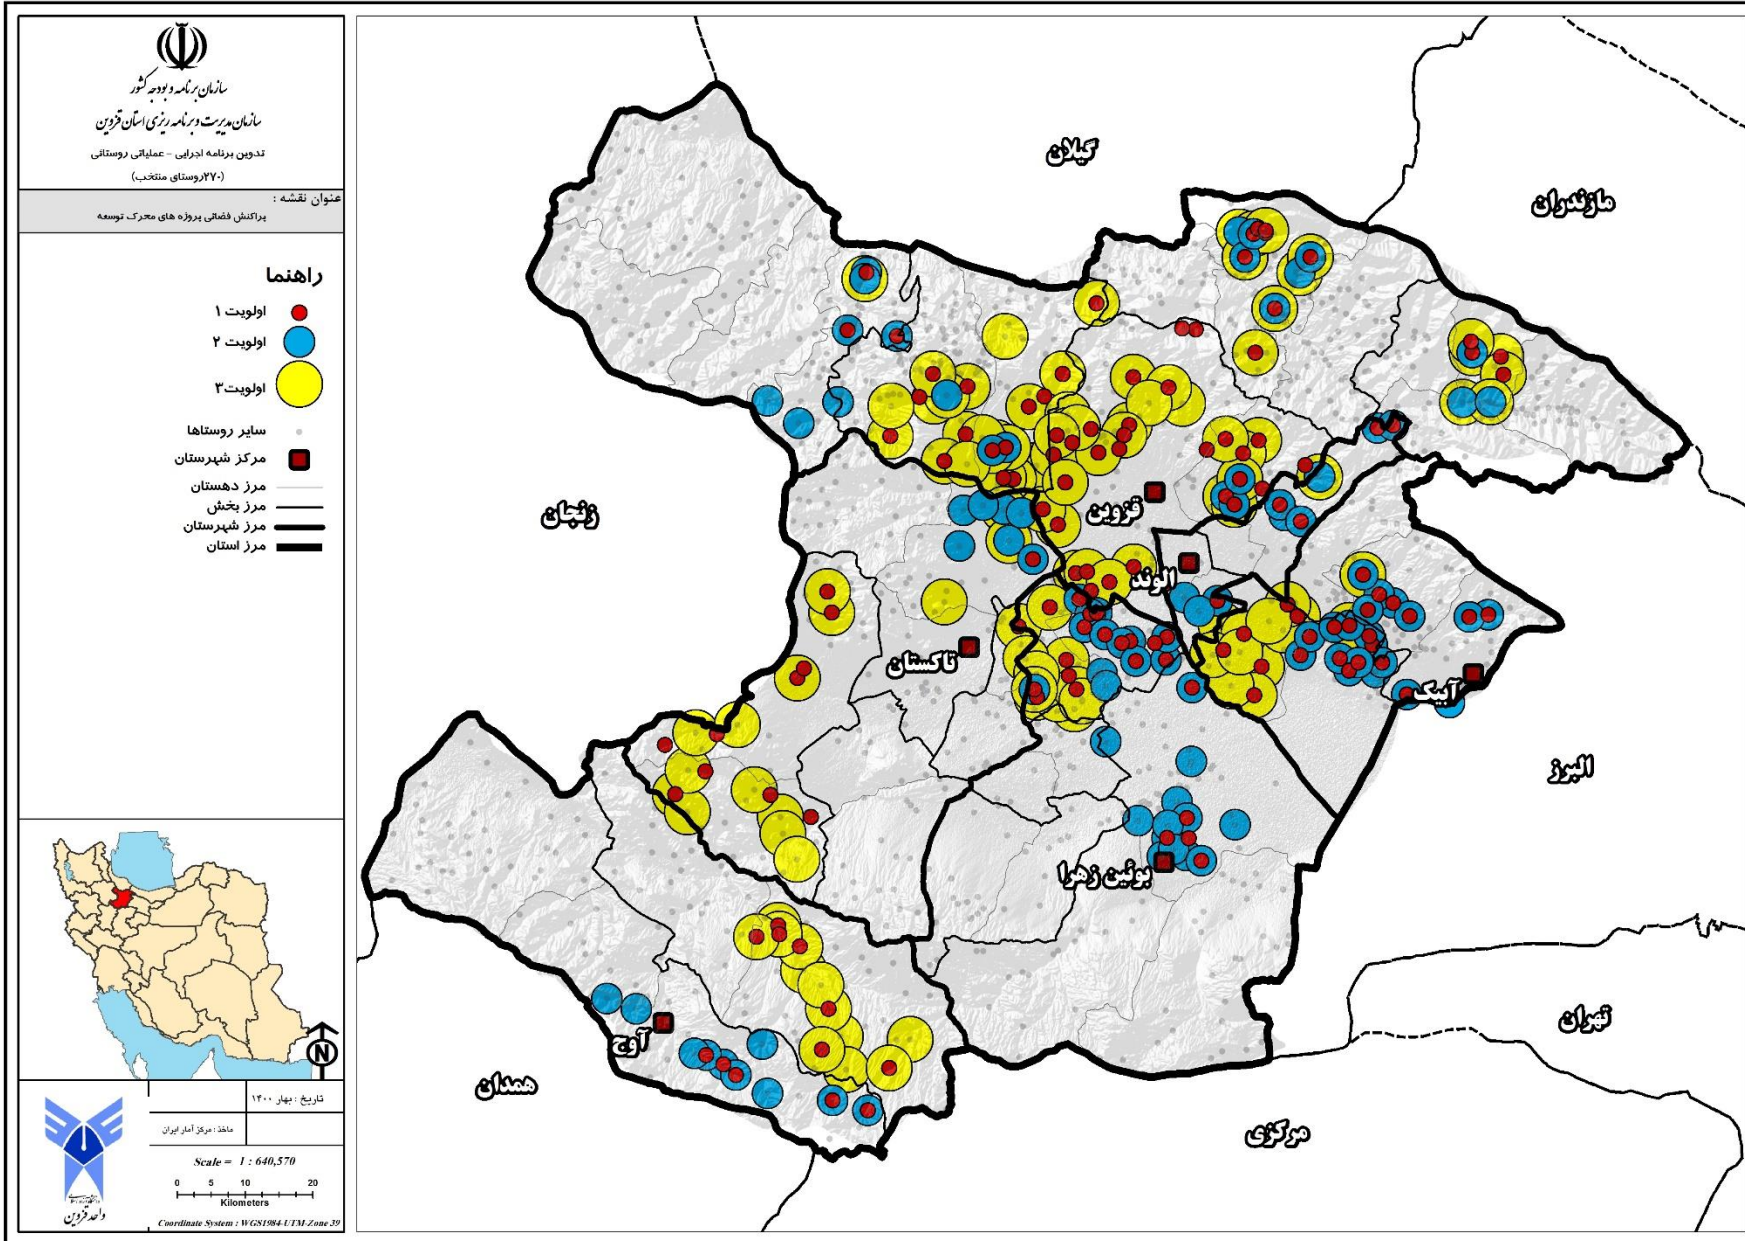 سازمان برنامه و بودجه کشور
سازمان مدیریت و برنامه ریزی استان قزوین
تدوین برنامه اجرایی - عملیاتی روستائی
(۲۷۰روستای منتخب)
عنوان نقشه :
پراکنش فضائی پروژه های محرک توسعه
راهنما
اولویت ۱
اولویت ۲
اولویت۳
سایر روستاها
مرکز شهرستان
مرز دهستان
مرز بخش
مرز شهرستان
مرز استان
N
تاریخ : بهار ۱۴۰۰
ماخذ : مرکز آمار ایران
Scale = 1 : 640,570
0 5 10 20
Kilometers
Coordinate System : WGS1984-UTM-Zone 39
واحد قزوین
گیلان
مازندران
زنجان
قزوین
الوند
تاکستان
آبیک
البرز
بوئین زهرا
آوج
همدان
تهران
مرکزی